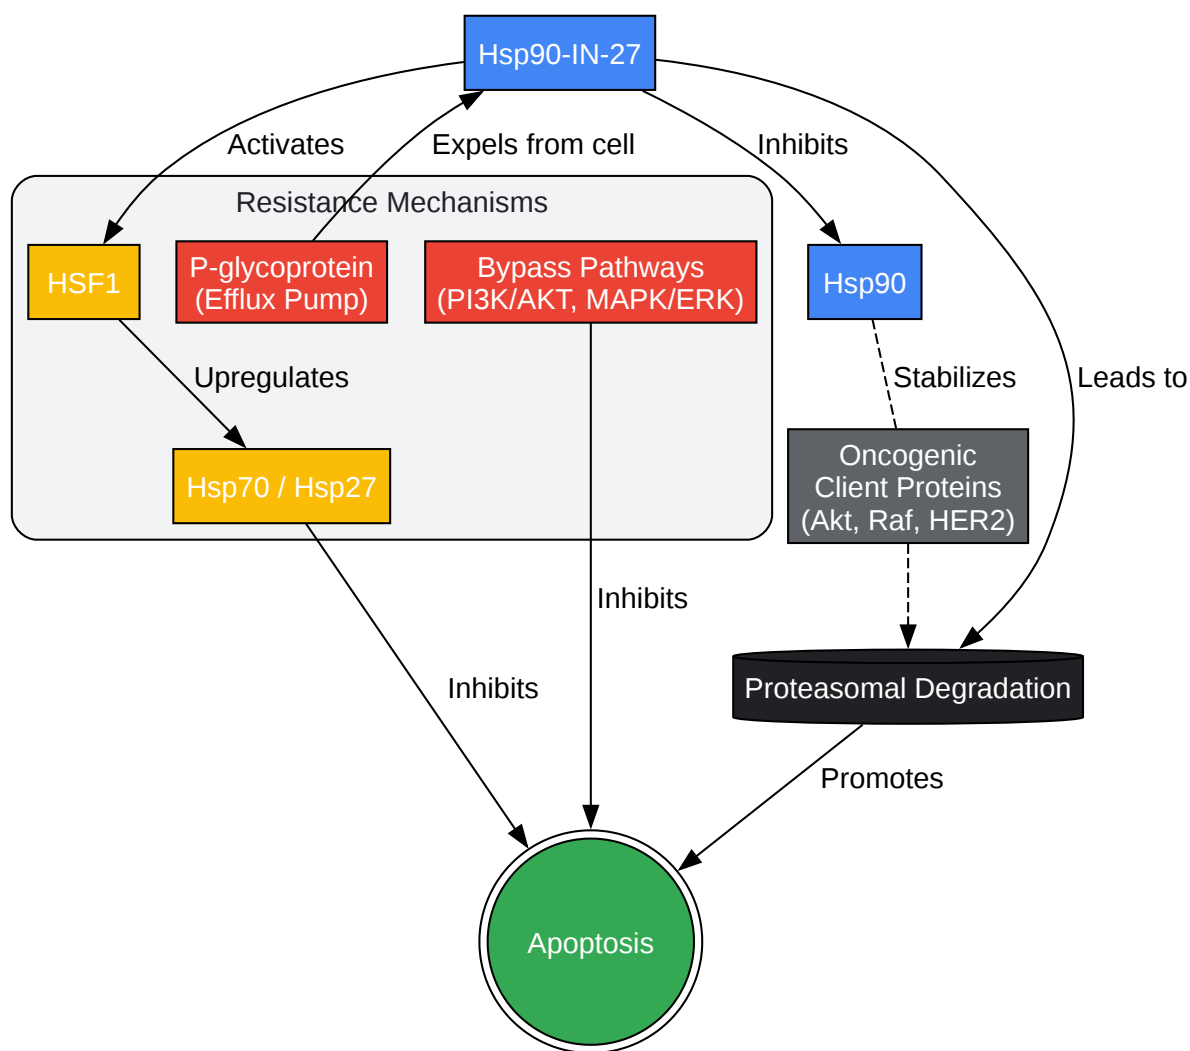 Hsp90-IN-27
Activates
Expels from cell
Inhibits
Resistance Mechanisms
HSF1
P-glycoprotein
(Efflux Pump)
Bypass Pathways
(PI3K/AKT, MAPK/ERK)
Hsp90
Upregulates
Stabilizes
Leads to
Hsp70 / Hsp27
Oncogenic
Client Proteins
(Akt, Raf, HER2)
Inhibits
Inhibits
Proteasomal Degradation
Promotes
Apoptosis